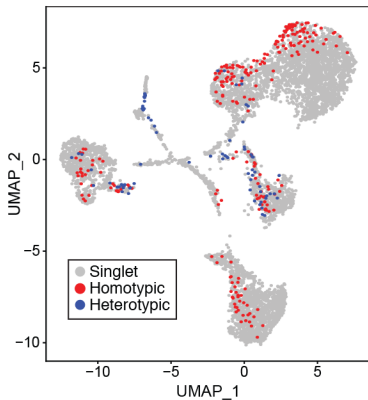 5
0
−5
−10
UMAP_2
Singlet
Homotypic
Heterotypic
−10 −5 0 5
UMAP_1